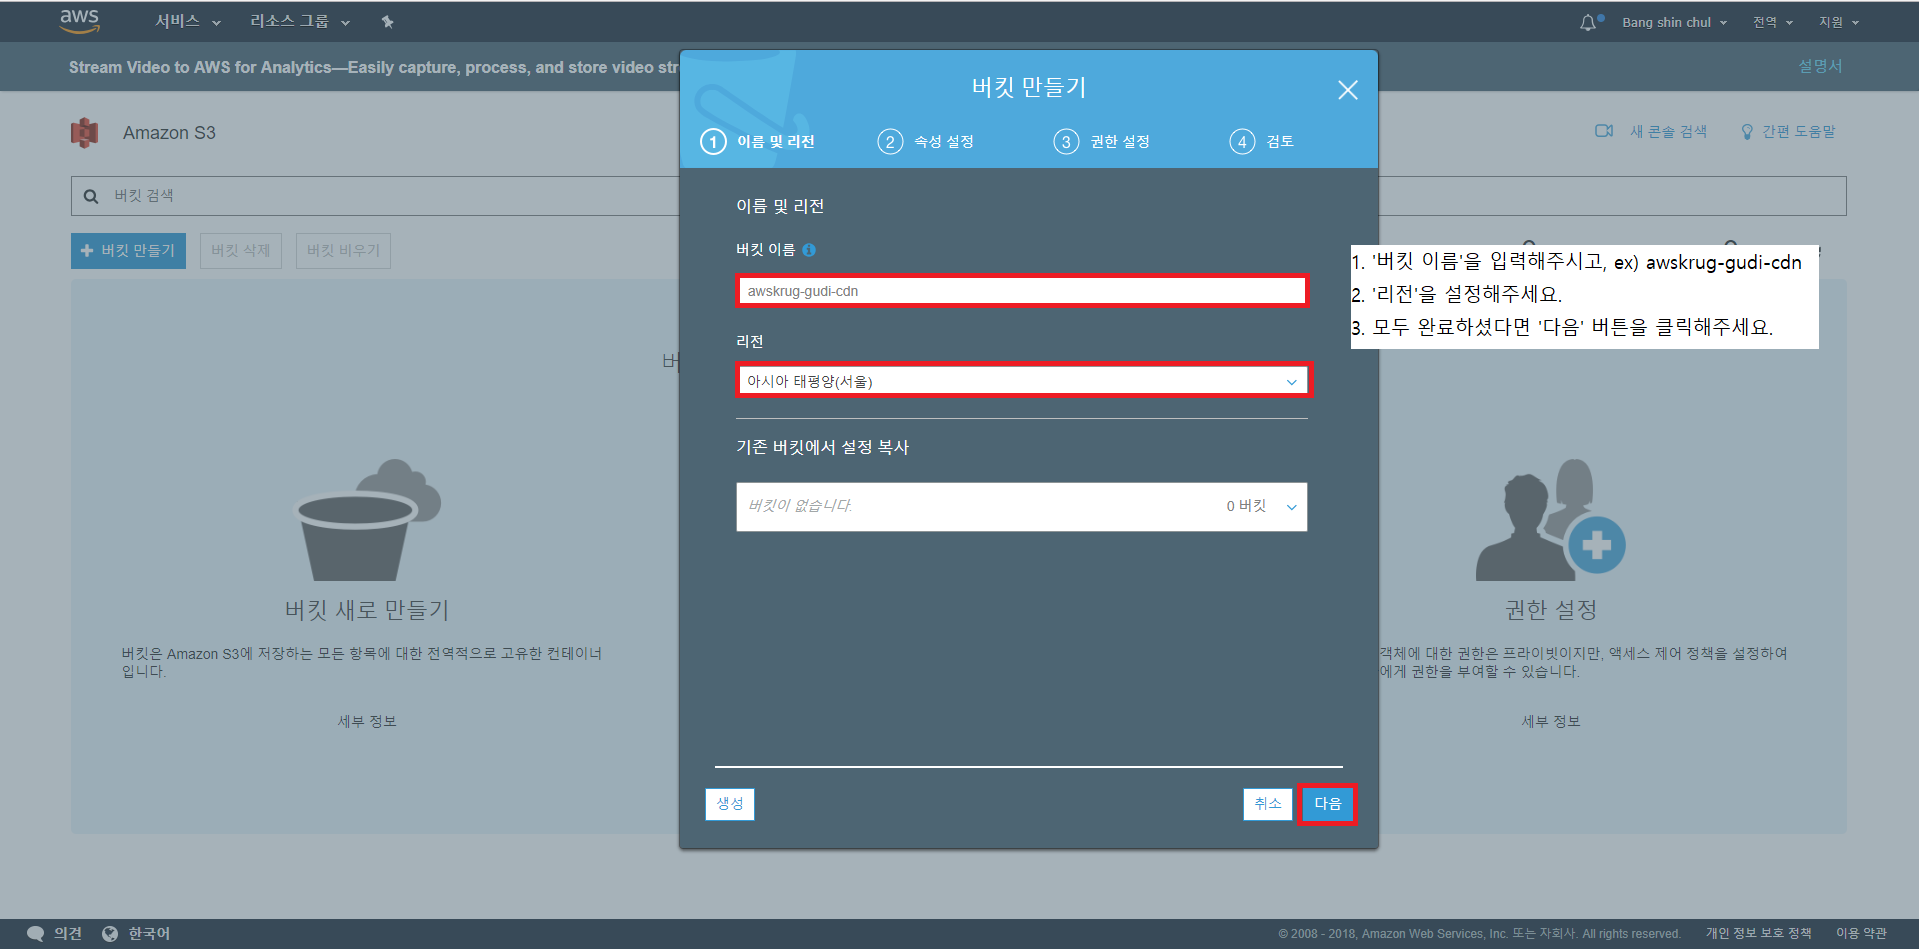 aws 서비스 리소스 그룹 Bang shin chul 전역 지원
Stream Video to AWS for Analytics—Easily capture, process, and store video str
설명서
버킷 만들기
1 이름 및 리전 2 속성 설정 3 권한 설정 4 검토
Amazon S3
새 콘솔 검색 간편 도움말
버킷 검색
버킷 만들기 버킷 삭제 버킷 비우기
이름 및 리전
버킷 이름
awskrug-gudi-cdn
리전
아시아 태평양(서울)
기존 버킷에서 설정 복사
버킷이 없습니다. 0 버킷
1. '버킷 이름'을 입력해주시고, ex) awskrug-gudi-cdn
2. '리전'을 설정해주세요.
3. 모두 완료하셨다면 '다음' 버튼을 클릭해주세요.
버
버킷 새로 만들기
버킷은 Amazon S3에 저장하는 모든 항목에 대한 전역적으로 고유한 컨테이너
입니다.
세부 정보
권한 설정
객체에 대한 권한은 프라이빗이지만, 액세스 제어 정책을 설정하여
에게 권한을 부여할 수 있습니다.
세부 정보
생성 취소 다음
의견 한국어
© 2008 - 2018, Amazon Web Services, Inc. 또는 자회사. All rights reserved. 개인 정보 보호 정책 이용 약관